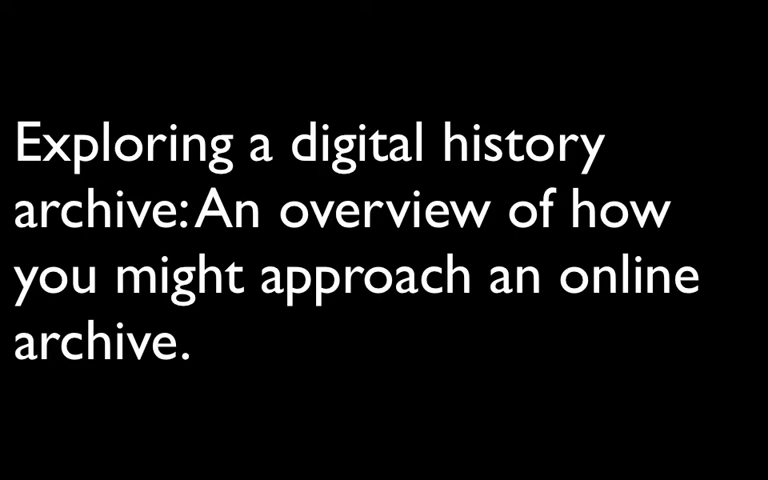 Exploring a digital history
archive: An overview of how
you might approach an online
archive.